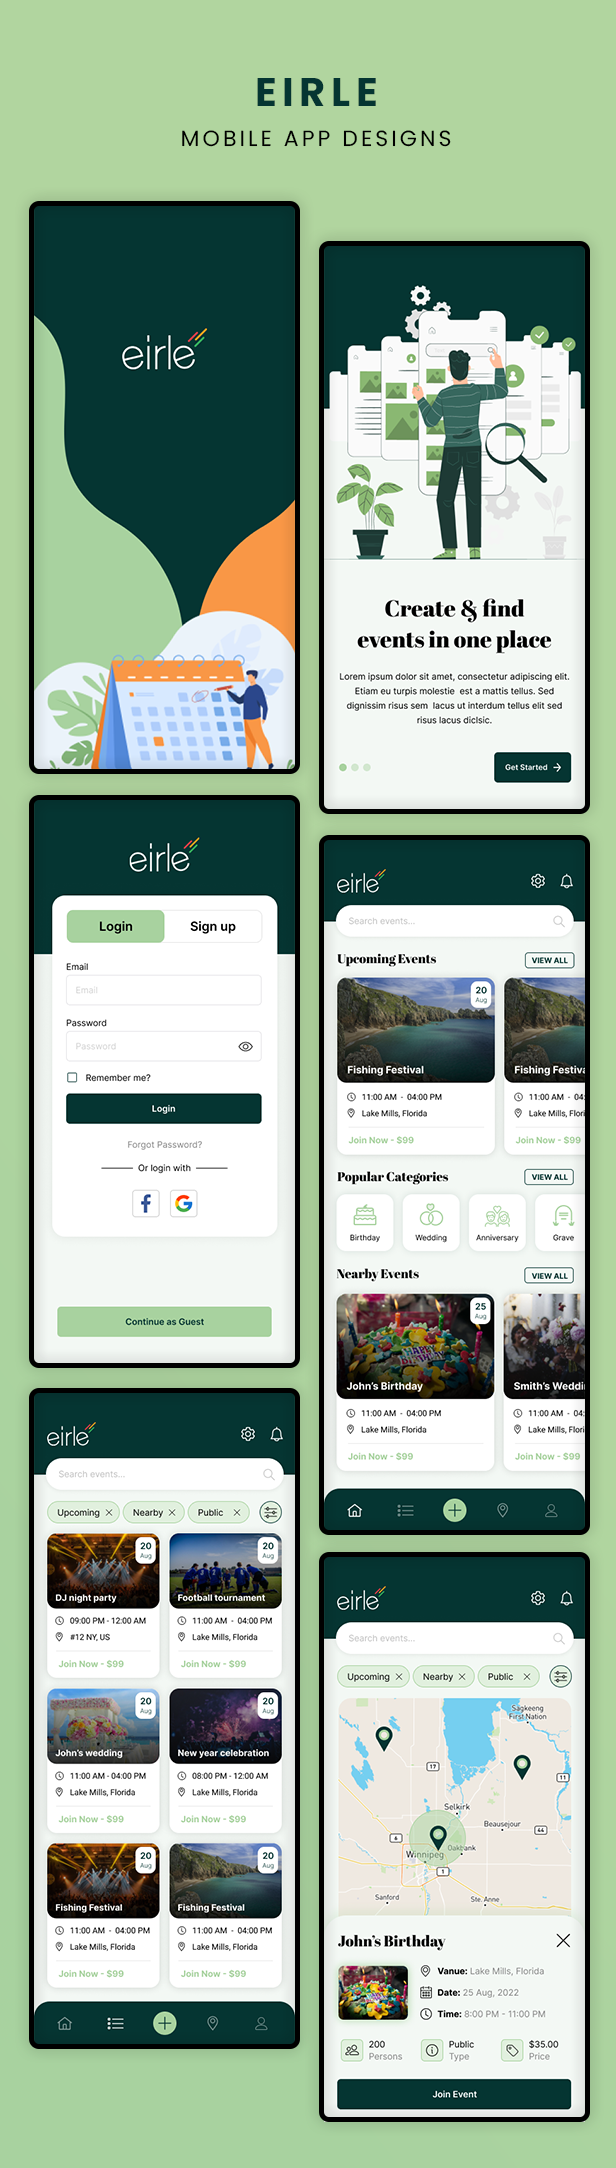 EIRLE
MOBILE APP DESIGNS
eirle
Create & find
events in one place
Lorem ipsum dolor sit amet, consectetur adipiscing elit.
Etiam eu turpis molestie est a mattis tellus. Sed
dignissim risus sem lacus ut interdum tellus elit sed
risus lacus diclsic.
Get Started
eirle
Login
Sign up
Email
Email
Password
Password
Remember me?
Login
Forgot Password?
Or login with
f G
Continue as Guest
eirle
Search events...
Upcoming Events
VIEW ALL
20
Aug
Fishing Festival
11:00 AM - 04:00 PM
Lake Mills, Florida
Join Now - $99
Fishing Festiva
11:00 AM - 04:
Lake Mills, Flori
Join Now - $99
Popular Categories
VIEW ALL
Birthday
Wedding
Anniversary
Grave
Nearby Events
VIEW ALL
25
Aug
HAPPY
BIRTHDAY
John's Birthday
11:00 AM - 04:00 PM
Lake Mills, Florida
Join Now - $99
Smith's Weddi
11:00 AM - 04:
Lake Mills, Flori
Join Now - $99
eirle
Search events...
Upcoming
Nearby
Public
20
Aug
DJ night party
09:00 PM - 12:00 AM
#12 NY, US
Join Now - $99
20
Aug
Football tournament
11:00 AM - 04:00 PM
Lake Mills, Florida
Join Now - $99
20
Aug
John's wedding
11:00 AM - 04:00 PM
Lake Mills, Florida
Join Now - $99
20
Aug
New year celebration
08:00 PM - 12:00 AM
Lake Mills, Florida
Join Now - $99
20
Aug
Fishing Festival
11:00 AM - 04:00 PM
Lake Mills, Florida
Join Now - $99
20
Aug
Fishing Festival
11:00 AM - 04:00 PM
Lake Mills, Florida
Join Now - $99
eirle
Search events...
Upcoming
Nearby
Public
Sagkeeng
First Nation
17
11
Selkirk
Beausejour
44
6
Winnipeg
Oakbank
1
Sanford
Ste. Anne
John's Birthday
Vanue: Lake Mills, Florida
Date: 25 Aug, 2022
Time: 8:00 PM - 11:00 PM
200
Persons
Public
Type
$35.00
Price
Join Event